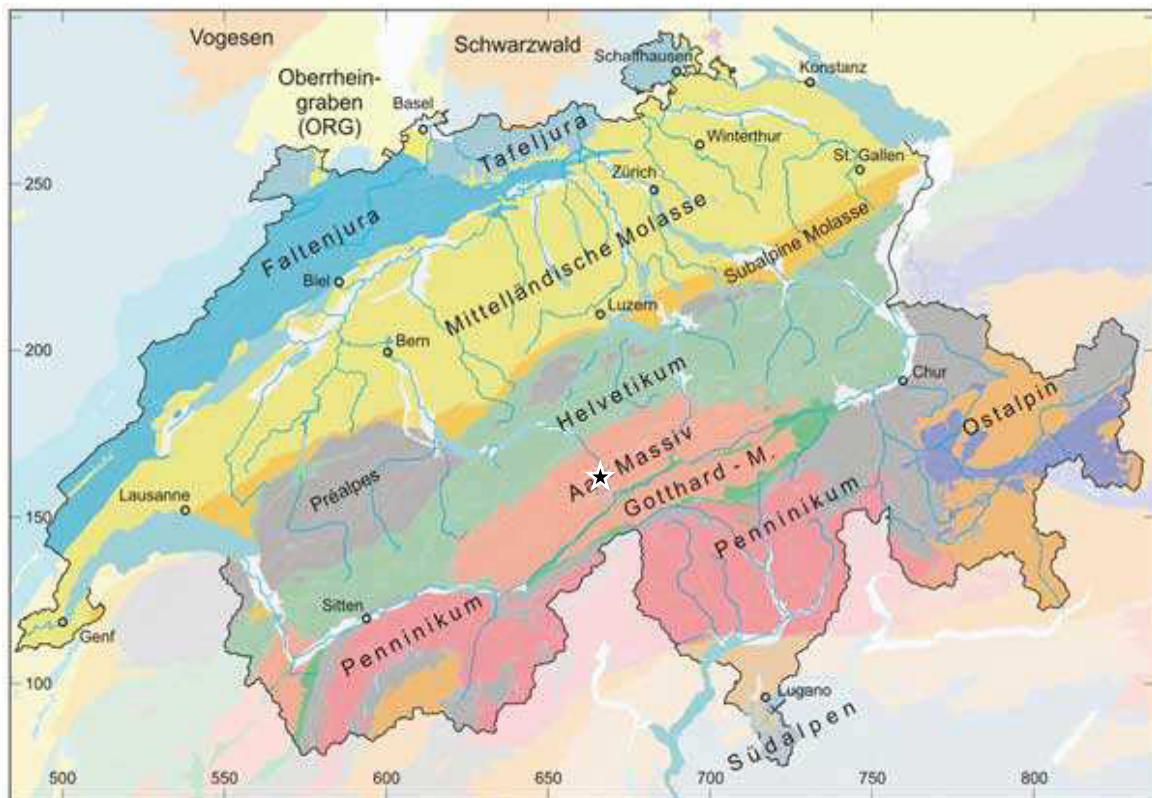 Vogesen
Schwarzwald
Schaffhausen
Konstanz
Oberrhein-
graben
(ORG)
Basel
Tafeljura
Winterthur
St. Gallen
Zürich
250
Faltenjura
Subalpine Molasse
Mittelländische Molasse
Biel
Luzern
Bern
200
Chur
Helvetikum
Ostalpin
Aar Massiv
Préalpes
Gotthard - M.
Lausanne
Penninikum
150
Sitten
Genf
Penninikum
100
Lugano
Südalpen
500
550
600
650
700
750
800